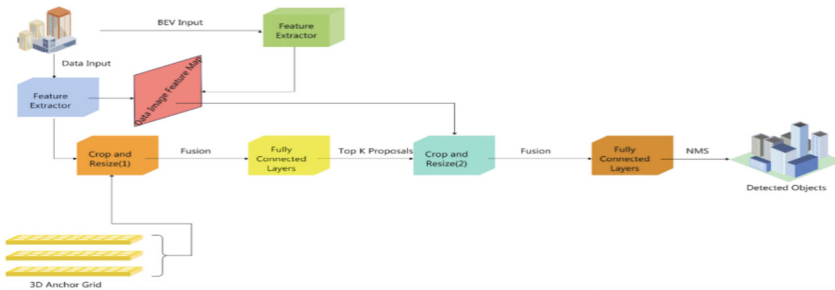 BEV Input
Feature
Extractor
Data Input
Data Image Feature Map
Feature
Extractor
Crop and
Resize(1)
Fusion
Fully
Connected
Layers
Top K Proposals
Crop and
Resize(2)
Fusion
Fully
Connected
Layers
NMS
Detected Objects
3D Anchor Grid